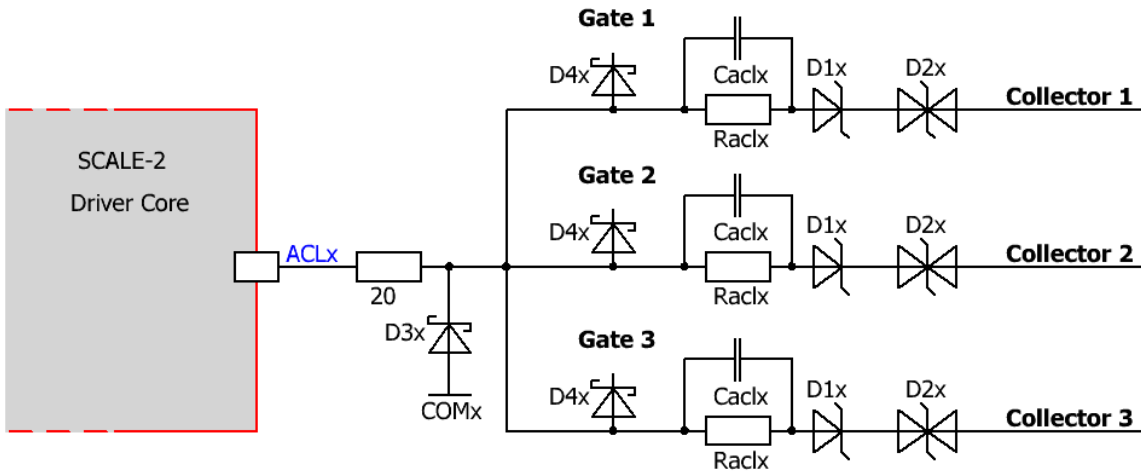 Gate 1
D4x
Caclx
D1x
D2x
Collector 1
Raclx
SCALE-2
Driver Core
Gate 2
D4x
Caclx
D1x
D2x
ACLx
Collector 2
20
Raclx
D3x
Gate 3
D4x
Caclx
D1x
D2x
COMx
Collector 3
Raclx